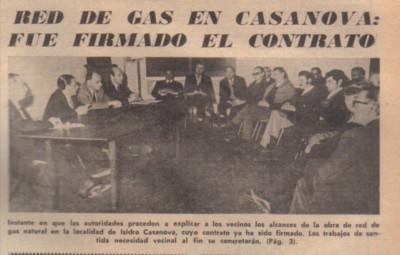 RED DE GAS EN CASANOVA:
FUE FIRMADO EL CONTRATO
Instante en que las autoridades proceden a explicar a los vecinos los alcances de la obra de red de
gas natural en la localidad de Isidro Casanova, cuyo contrato ya ha sido firmado. Los trabajos de sen-
tida necesidad vecinal al fin se concretarán. (Pág. 3).